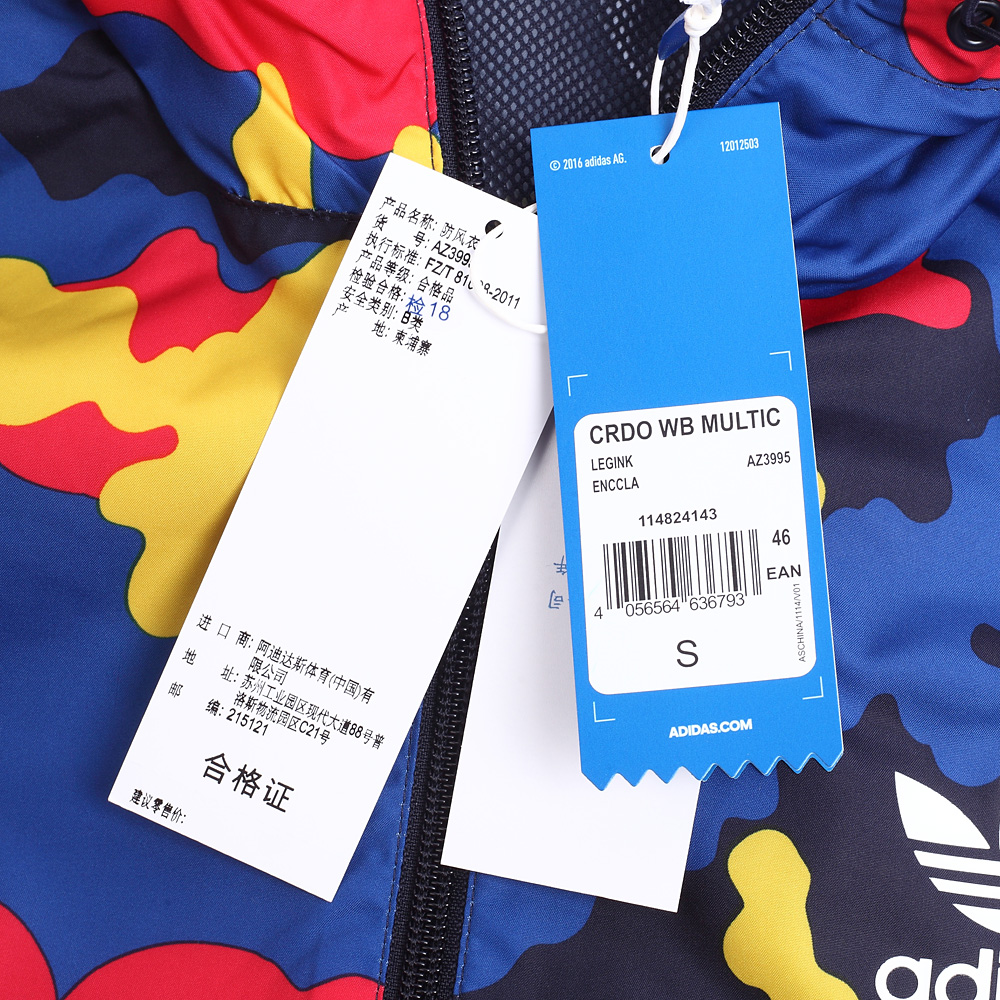 © 2016 adidas AG.
12012503
产品名称: 防风衣
货 号: AZ399
执行标准: FZ/T 81 8-2011
产品等级: 合格品
检验合格: 检18
安全类别: B类
产 地: 柬埔寨
CRDO WB MULTIC
LEGINK AZ3995
ENCCLA
114824143
46
EAN
4 056564 636793
ASCHINA/1114/V01
S
ADIDAS.COM
进 口 商: 阿迪达斯体育(中国)有
限公司
地 址: 苏州工业园区现代大道88号普
洛斯物流园区C21号
邮 编: 215121
合格证
建议零售价:
司
adi